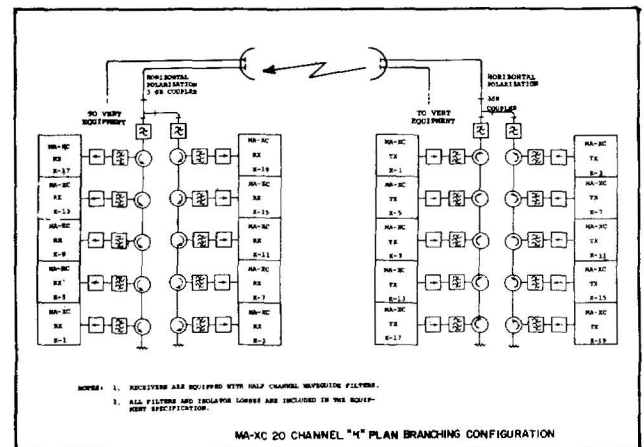 HORIZONTAL
POLARISATION
3 dB COUPLER
TO VERT
EQUIPMENT
MA-XC
RX
K-17
MA-XC
RX
K-13
MA-XC
RX
K-9
MA-XC
RX
MA-XC
RX
K-1
MA-XC
RX
K-19
MA-XC
RX
K-15
MA-XC
RX
K-11
MA-XC
RX
K-7
MA-XC
RX
K-3
HORIZONTAL
POLARISATION
3dB
COUPLER
TO VERT
EQUIPMENT
MA-XC
TX
K-1
MA-XC
TX
K-5
MA-XC
TX
MA-XC
TX
K-13
MA-XC
TX
K-17
MA-XC
TX
K-3
MA-XC
TX
K-7
MA-XC
TX
K-11
MA-XC
TX
K-15
MA-XC
TX
K-19
NOTES: 1. RECEIVERS ARE EQUIPPED WITH HALF CHANNEL WAVEGUIDE FILTERS.
2. ALL FILTERS AND ISOLATOR LOSSES ARE INCLUDED IN THE EQUIP-
MENT SPECIFICATION.
MA-XC 20 CHANNEL "M" PLAN BRANCHING CONFIGURATION